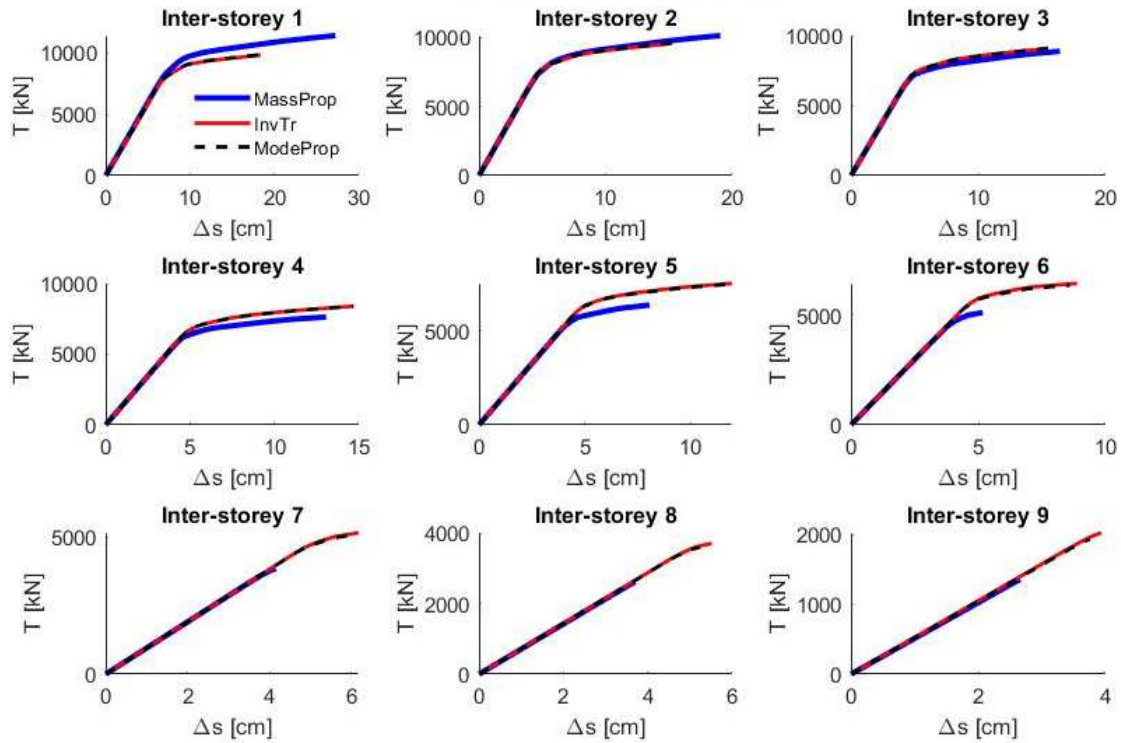 Inter-storey 1
10000
5000
0
T [kN]
MassProp
InvTr
ModeProp
0 10 20 30
Δs [cm]
Inter-storey 2
10000
5000
0
T [kN]
0 10 20
Δs [cm]
Inter-storey 3
10000
5000
0
T [kN]
0 10 20
Δs [cm]
Inter-storey 4
10000
5000
0
T [kN]
0 5 10 15
Δs [cm]
Inter-storey 5
5000
0
T [kN]
0 5 10
Δs [cm]
Inter-storey 6
5000
0
T [kN]
0 5 10
Δs [cm]
Inter-storey 7
5000
0
T [kN]
0 2 4 6
Δs [cm]
Inter-storey 8
4000
2000
0
T [kN]
0 2 4 6
Δs [cm]
Inter-storey 9
2000
1000
0
T [kN]
0 2 4
Δs [cm]